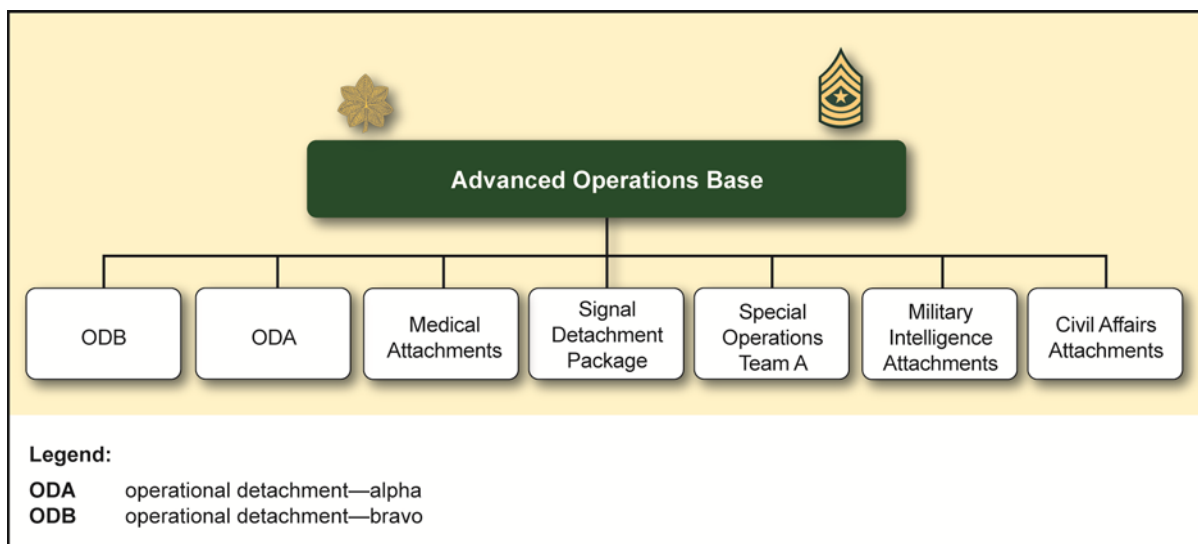 Advanced Operations Base
ODB
ODA
Medical
Attachments
Signal
Detachment
Package
Special
Operations
Team A
Military
Intelligence
Attachments
Civil Affairs
Attachments
Legend:
ODA operational detachment—alpha
ODB operational detachment—bravo